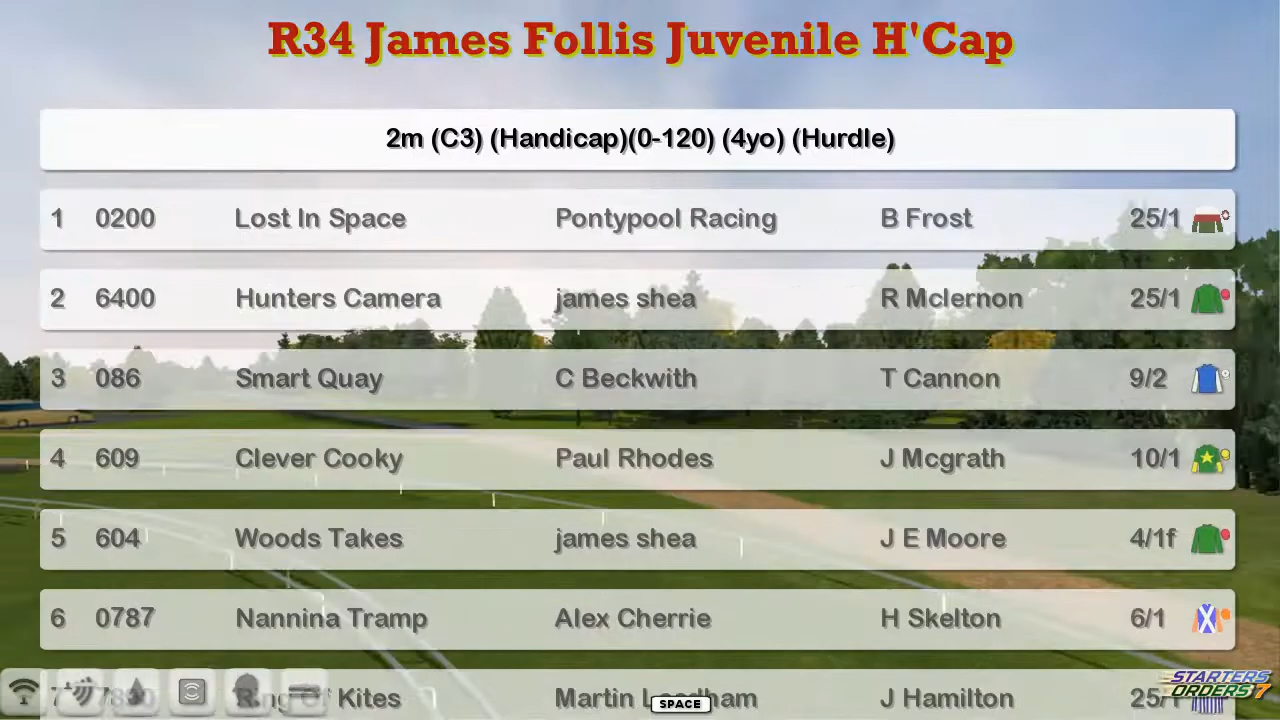 R34 James Follis Juvenile H'Cap
2m (C3) (Handicap)(0-120) (4yo) (Hurdle)
1 0200 Lost In Space Pontypool Racing B Frost 25/1
2 6400 Hunters Camera james shea R Mclernon 25/1
3 086 Smart Quay C Beckwith T Cannon 9/2
4 609 Clever Cooky Paul Rhodes J Mcgrath 10/1
5 604 Woods Takes james shea J E Moore 4/1f
6 0787 Nannina Tramp Alex Cherrie H Skelton 6/1
7 Kites Martin J Hamilton 25/1
SPACE
STARTERS ORDERS 7